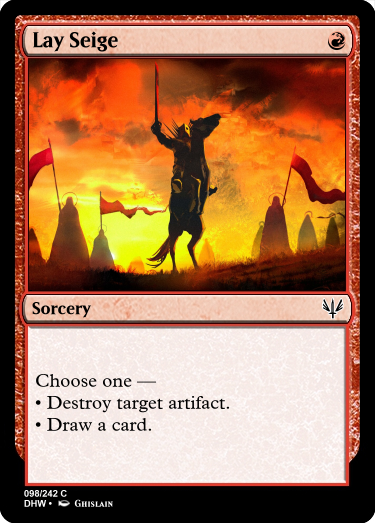 Lay Seige
Sorcery
Choose one —
• Destroy target artifact.
• Draw a card.
098/242 C
DHW • Ghislain